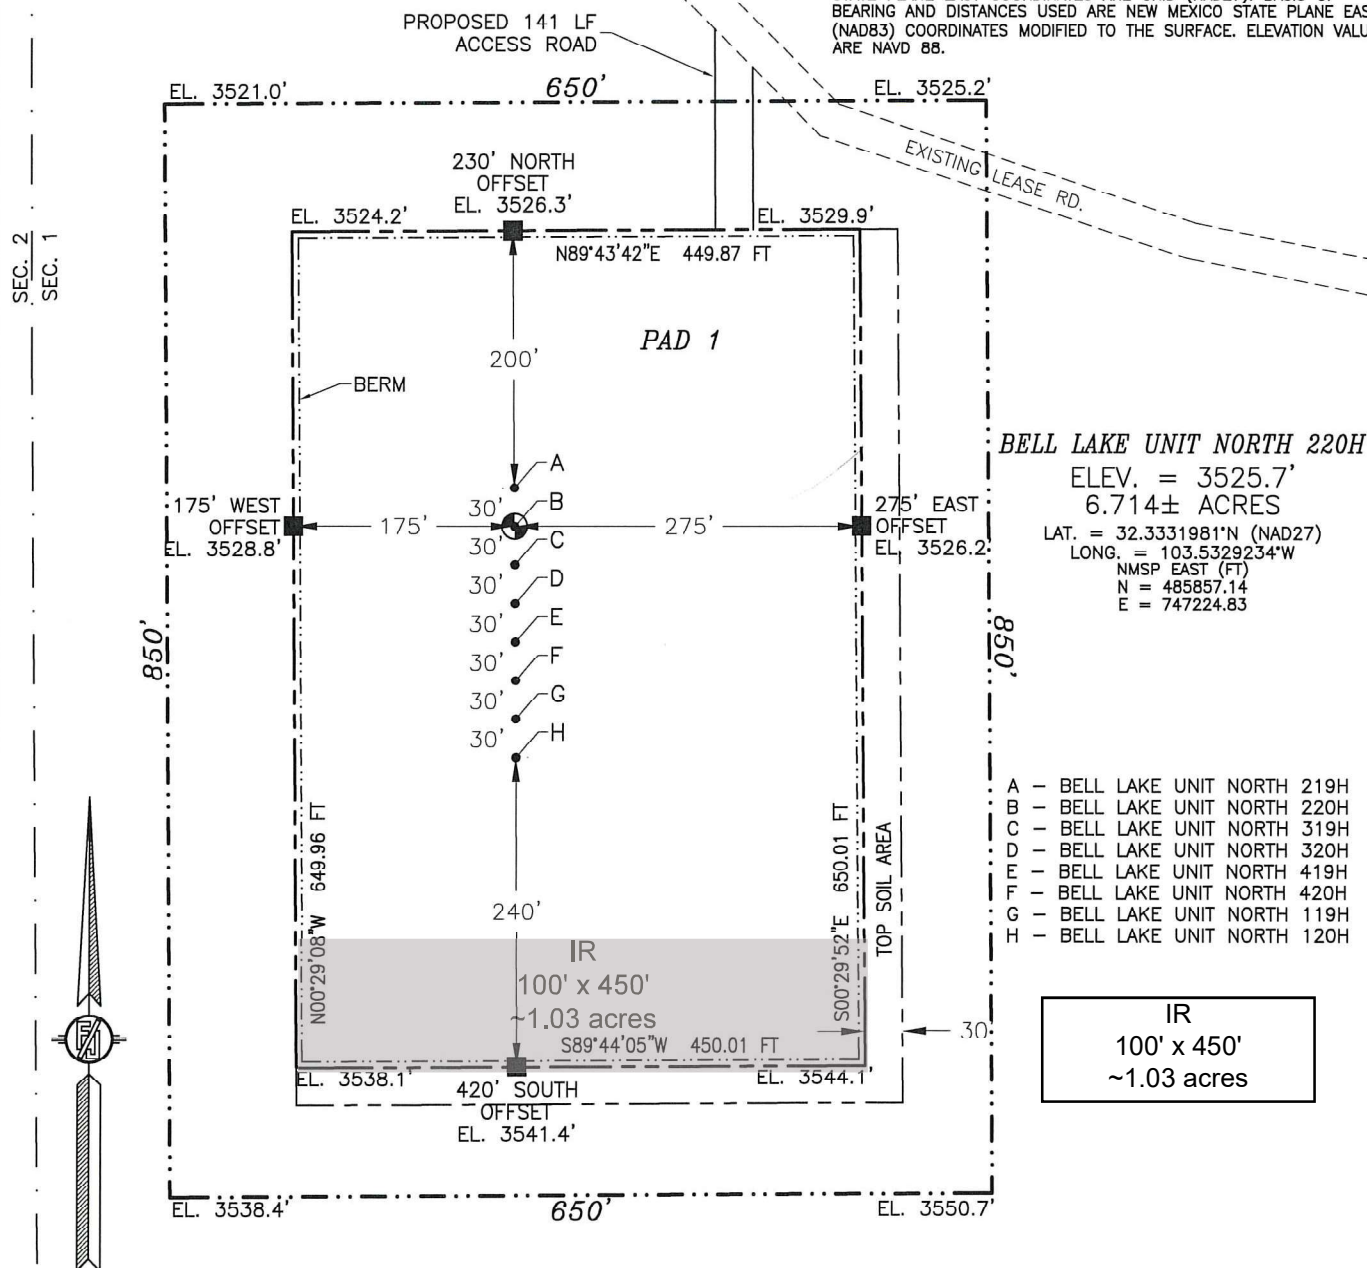 PROPOSED 141 LF
ACCESS ROAD
BEARING AND DISTANCES USED ARE NEW MEXICO STATE PLANE EAS
(NAD83) COORDINATES MODIFIED TO THE SURFACE. ELEVATION VALU
ARE NAVD 88.
EL. 3521.0'
650'
EL. 3525.2'
EXISTING LEASE RD.
230' NORTH
OFFSET
EL. 3526.3'
EL. 3524.2'
EL. 3529.9'
N89°43'42"E 449.87 FT
SEC. 2
SEC. 1
PAD 1
200'
BERM
BELL LAKE UNIT NORTH 220H
ELEV. = 3525.7'
6.714± ACRES
LAT. = 32.3331981°N (NAD27)
LONG. = 103.5329234°W
NMSP EAST (FT)
N = 485857.14
E = 747224.83
A
30'
B
175' WEST
OFFSET
EL. 3528.8'
175'
275'
275' EAST
OFFSET
EL. 3526.2
30'
C
30'
D
30'
E
30'
F
30'
G
30'
H
850'
850'
A - BELL LAKE UNIT NORTH 219H
B - BELL LAKE UNIT NORTH 220H
C - BELL LAKE UNIT NORTH 319H
D - BELL LAKE UNIT NORTH 320H
E - BELL LAKE UNIT NORTH 419H
F - BELL LAKE UNIT NORTH 420H
G - BELL LAKE UNIT NORTH 119H
H - BELL LAKE UNIT NORTH 120H
N00°29'08"W 649.96 FT
240'
S00°29'52"E 650.01 FT
TOP SOIL AREA
IR
100' x 450'
~1.03 acres
S89°44'05"W 450.01 FT
30
IR
100' x 450'
~1.03 acres
EL. 3538.1'
EL. 3544.1'
420' SOUTH
OFFSET
EL. 3541.4'
EL. 3538.4'
650'
EL. 3550.7'